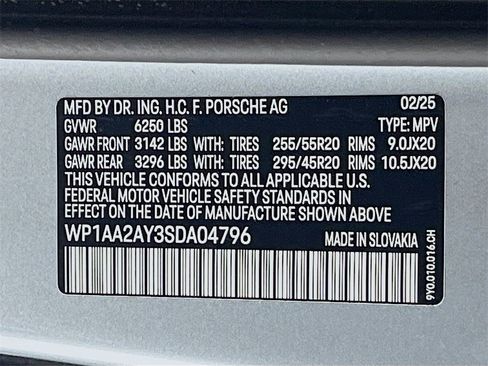 MFD BY DR. ING. H.C. F. PORSCHE AG 02/25
GVWR 6250 LBS TYPE: MPV
GAWR FRONT 3142 LBS WITH: TIRES 255/55R20 RIMS 9.0JX20
GAWR REAR 3296 LBS WITH: TIRES 295/45R20 RIMS 10.5JX20
THIS VEHICLE CONFORMS TO ALL APPLICABLE U.S.
FEDERAL MOTOR VEHICLE SAFETY STANDARDS IN
EFFECT ON THE DATE OF MANUFACTURE SHOWN ABOVE
WP1AA2AY3SDA04796 MADE IN SLOVAKIA
9Y0.010.016.CH